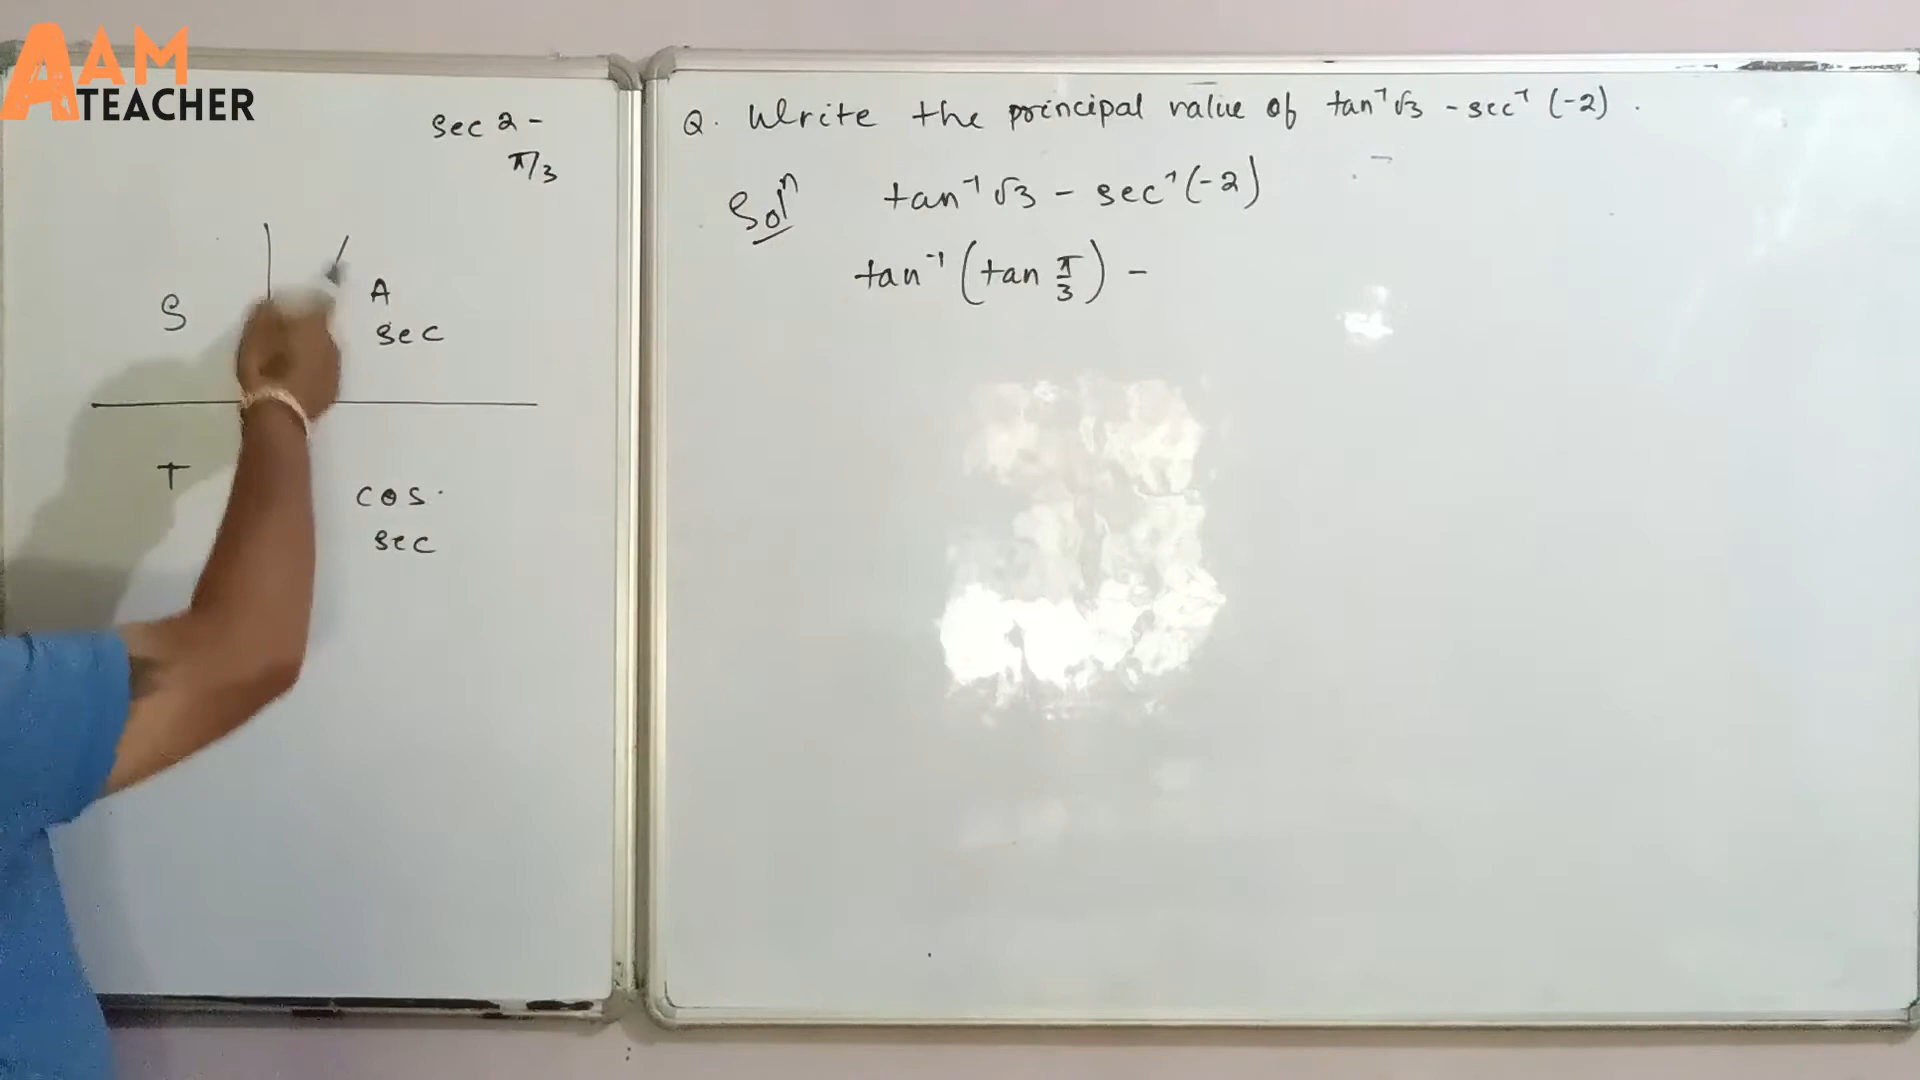 AAM
TEACHER
sec 2 -
π/3
S
A
sec
T
cos.
sec
Q. Write the principal value of tan⁻¹ √3 - sec⁻¹ (-2).
Solⁿ tan⁻¹ √3 - sec⁻¹ (-2)
tan⁻¹ (tan π/3) -